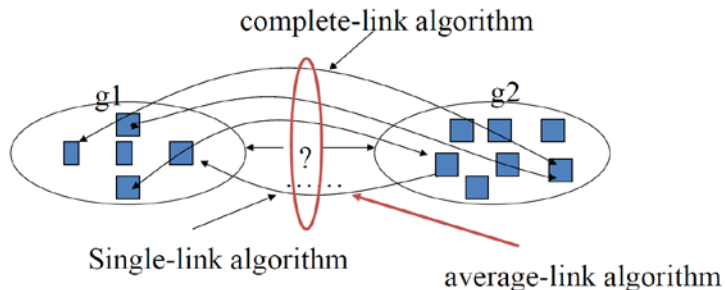 complete-link algorithm
g1
g2
?
......
Single-link algorithm
average-link algorithm